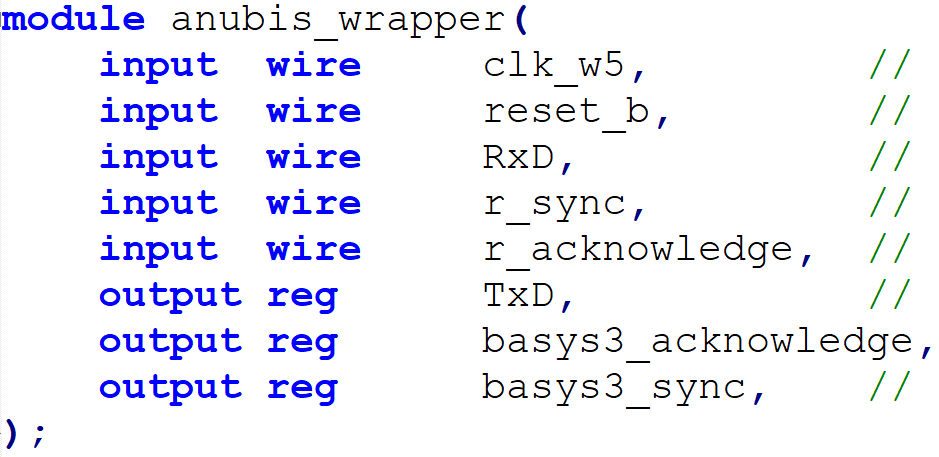 module anubis_wrapper(
input wire clk_w5, //
input wire reset_b, //
input wire RxD, //
input wire r_sync, //
input wire r_acknowledge, //
output reg TxD, //
output reg basys3_acknowledge,
output reg basys3_sync, //
);